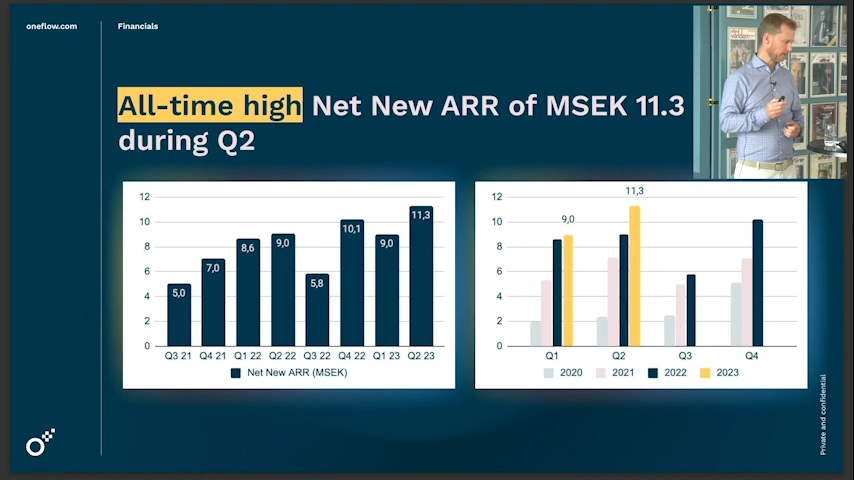 oneflow.com
Financials
All-time high Net New ARR of MSEK 11.3
during Q2
12
10
8
6
4
2
0
5,0
7,0
8,6
9,0
5,8
10,1
9,0
11,3
Q3 21 Q4 21 Q1 22 Q2 22 Q3 22 Q4 22 Q1 23 Q2 23
Net New ARR (MSEK)
12
10
8
6
4
2
0
9,0
11,3
Q1 Q2 Q3 Q4
2020 2021 2022 2023
Private and confidential